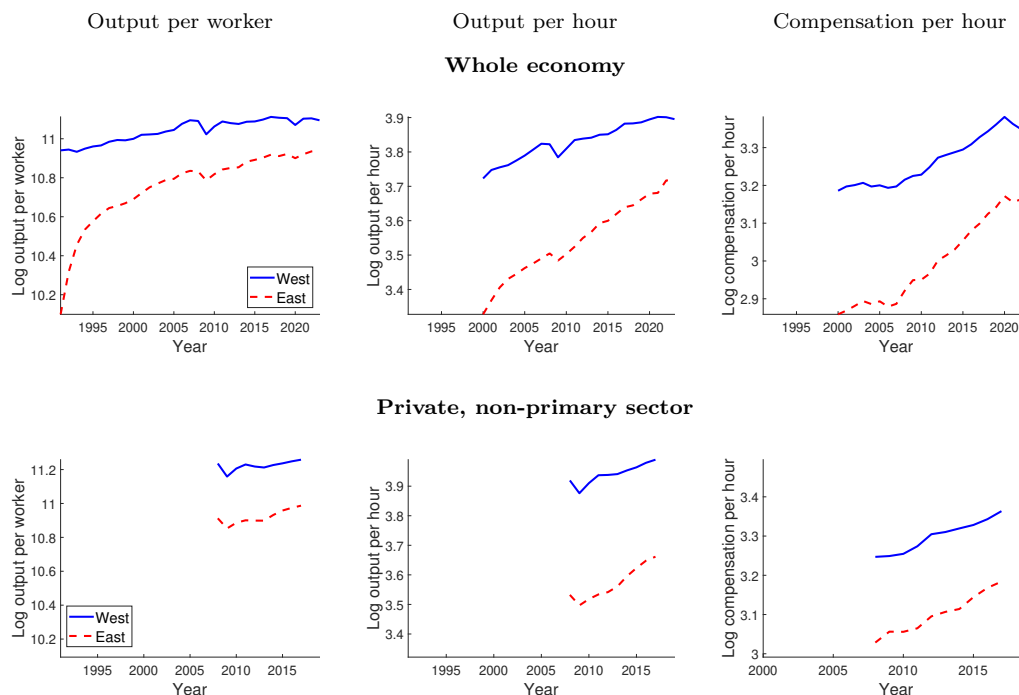 Output per worker
Output per hour
Compensation per hour
Whole economy
Log output per worker
11
10.8
10.6
10.4
10.2
1995 2000 2005 2010 2015 2020
Year
West
East
Log output per hour
3.9
3.8
3.7
3.6
3.5
3.4
1995 2000 2005 2010 2015 2020
Year
Log compensation per hour
3.3
3.2
3.1
3
2.9
1995 2000 2005 2010 2015 2020
Year
Private, non-primary sector
Log output per worker
11.2
11
10.8
10.6
10.4
10.2
1995 2000 2005 2010 2015
Year
West
East
Log output per hour
3.9
3.8
3.7
3.6
3.5
3.4
1995 2000 2005 2010 2015
Year
Log compensation per hour
3.4
3.3
3.2
3.1
3
2000 2005 2010 2015
Year